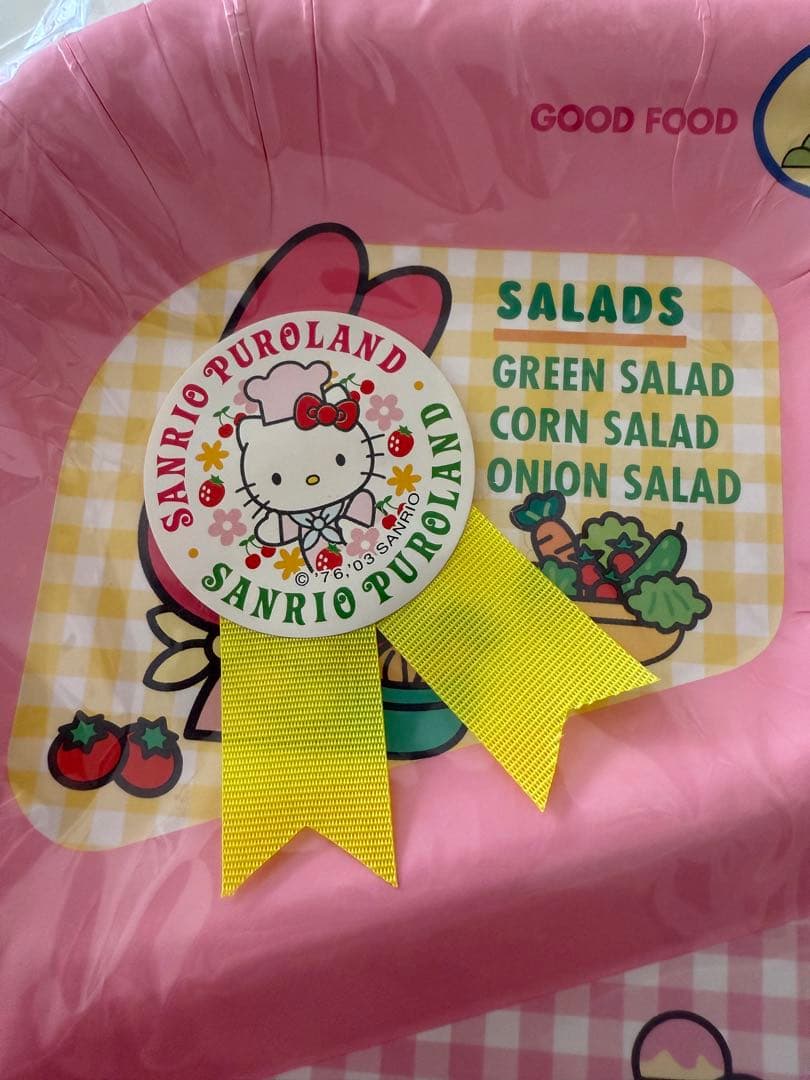 GOOD FOOD
SALADS
GREEN SALAD
CORN SALAD
ONION SALAD
SANRIO PUROLAND
SANRIO PUROLAND
© '76,'03 SANRIO